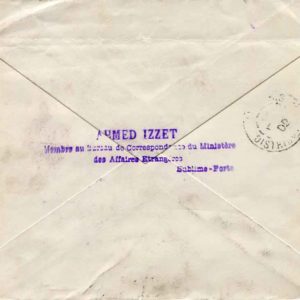 AHMED IZZET
Membre au Bureau de Correspondance du Ministère
des Affaires Etrangères
Sublime-Porte